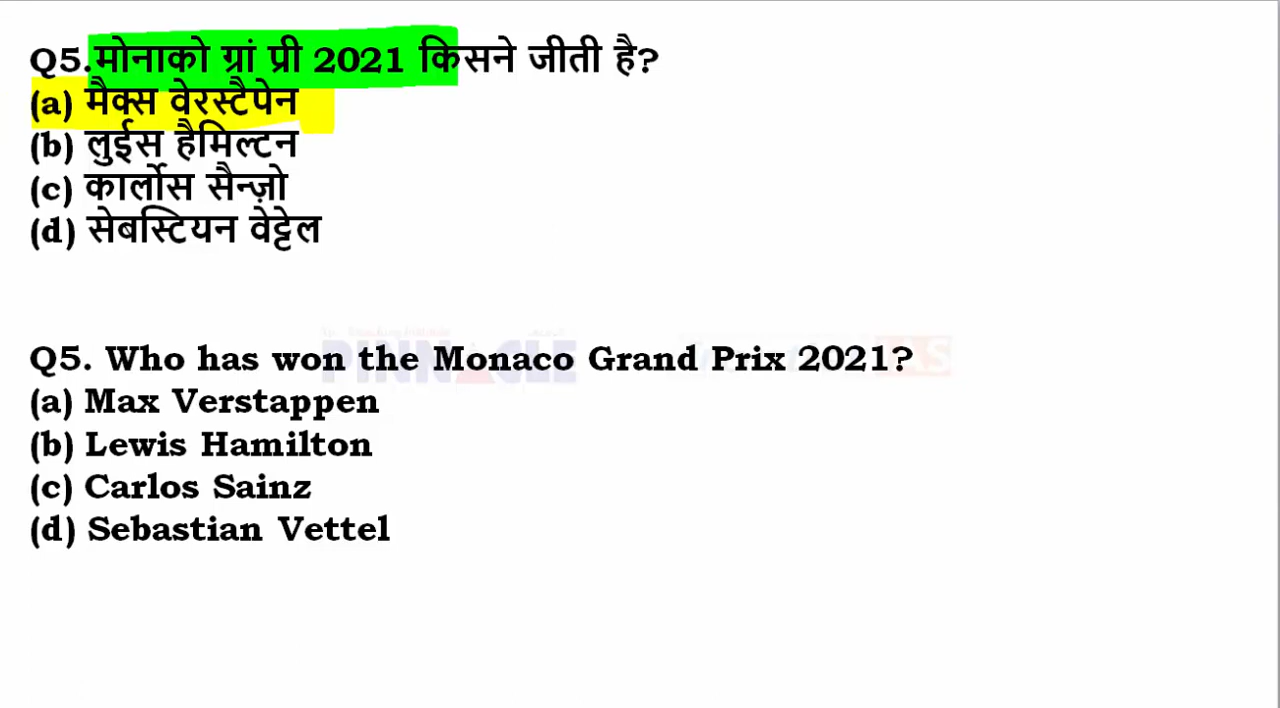 Q5.मोनाको ग्रां प्री 2021 किसने जीती है?
(a) मैक्स वेरस्टैपेन
(b) लुईस हैमिल्टन
(c) कार्लोस सैन्ज़ो
(d) सेबस्टियन वेट्टेल
Q5. Who has won the Monaco Grand Prix 2021?
(a) Max Verstappen
(b) Lewis Hamilton
(c) Carlos Sainz
(d) Sebastian Vettel
PINNACLE